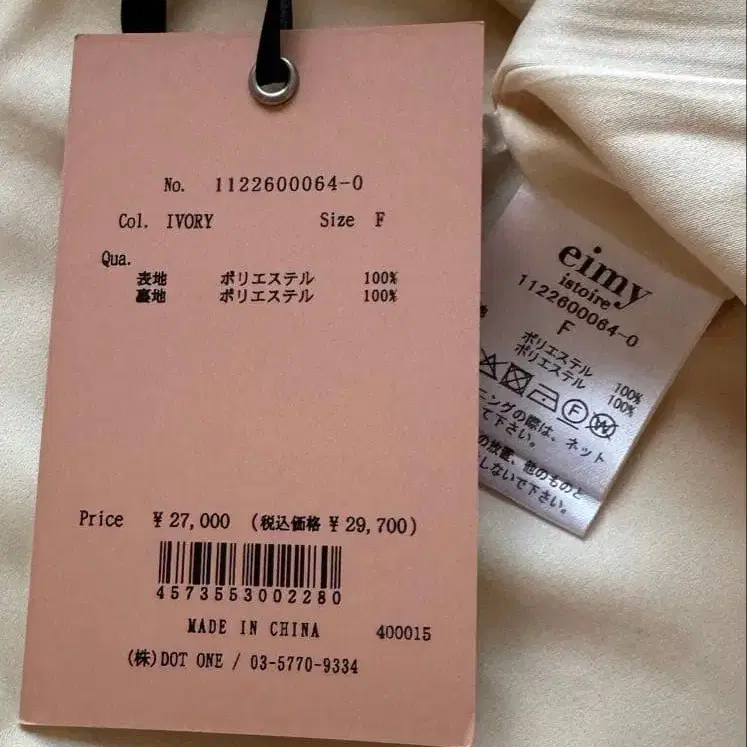 No. 1122600064-0
Col. IVORY Size F
Qua.
表地 ポリエステル 100%
裏地 ポリエステル 100%
Price ¥27,000 (税込価格 ¥29,700)
4573553002280
MADE IN CHINA 400015
(株)DOT ONE / 03-5770-9334
eimy
istoire
1122600064-0
F
ポリエステル 100%
ポリエステル 100%
F W
ニングの際は、ネット
て下さい。
の放置、他のものと
しないで下さい。